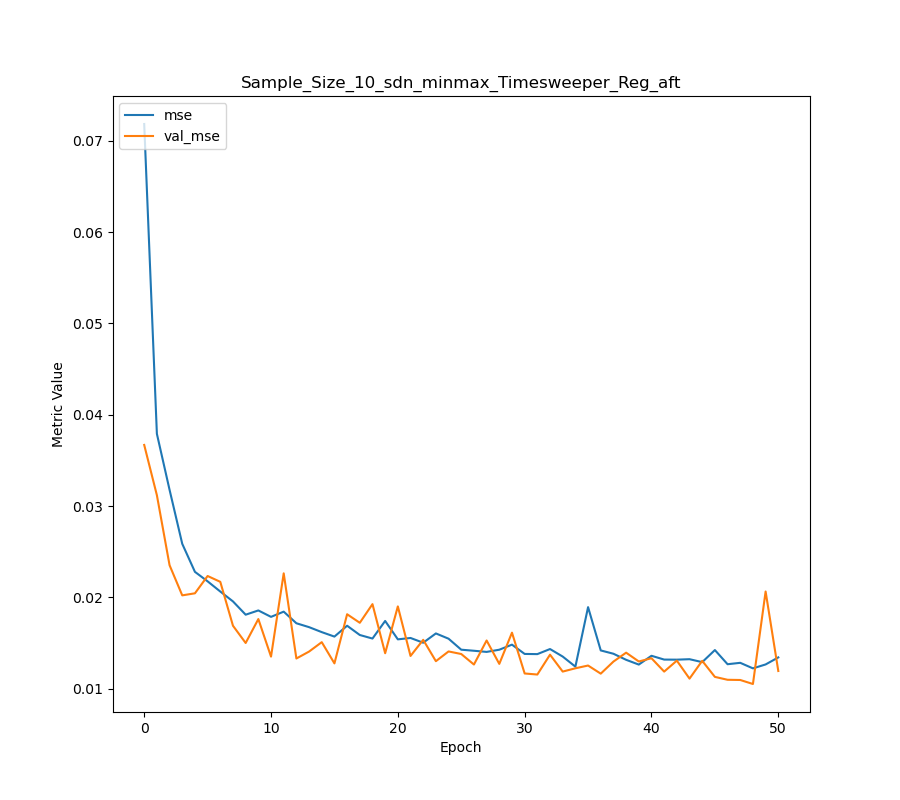 Sample_Size_10_sdn_minmax_Timesweeper_Reg_aft
mse
val_mse
0.07
0.06
0.05
0.04
0.03
0.02
0.01
Metric Value
0 10 20 30 40 50
Epoch